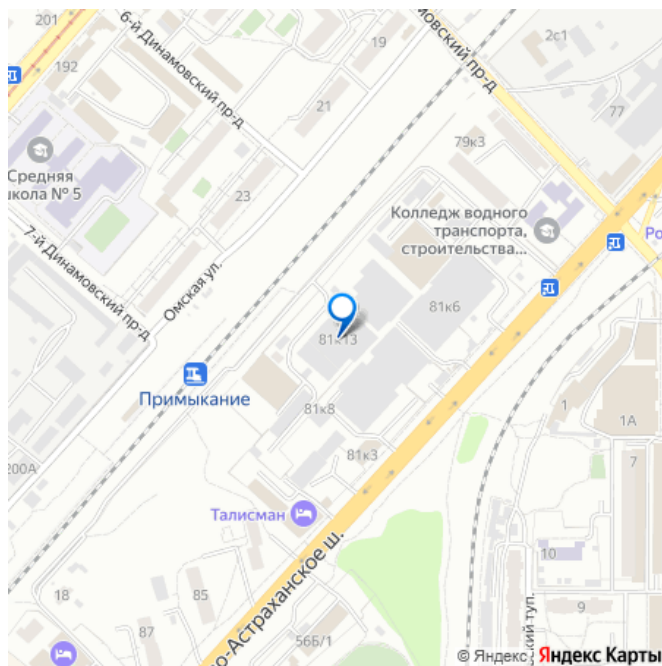 201
192
6-й Динамовский пр-д
19
мовский пр-д
2с1
77
21
79к3
Средняя
школа № 5
23
Колледж водного
транспорта,
строительства...
Ро
7-й Динамовский пр-д
Омская ул.
81к6
81к13
Примыкание
81к8
1
1А
81к3
7
200А
Талисман
10
18
85
87
9
56Б/1
о-Астраханское ш.
ский туп.
© Яндекс Яндекс Карты